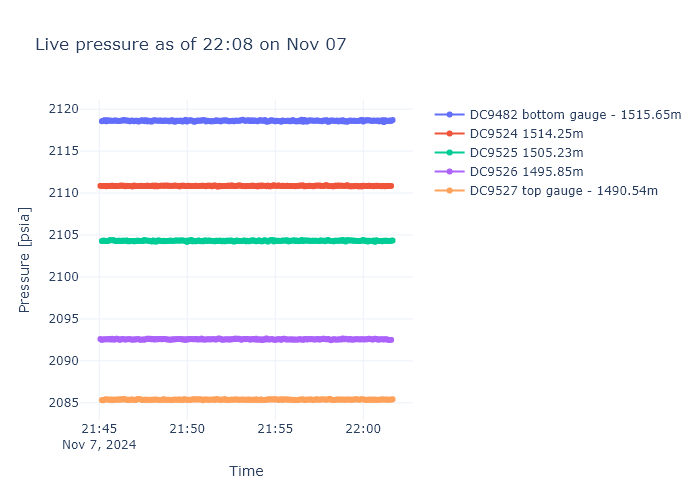 Live pressure as of 22:08 on Nov 07
2120
2115
2110
2105
2100
2095
2090
2085
Pressure [psia]
21:45
Nov 7, 2024
21:50
21:55
22:00
Time
DC9482 bottom gauge - 1515.65m
DC9524 1514.25m
DC9525 1505.23m
DC9526 1495.85m
DC9527 top gauge - 1490.54m